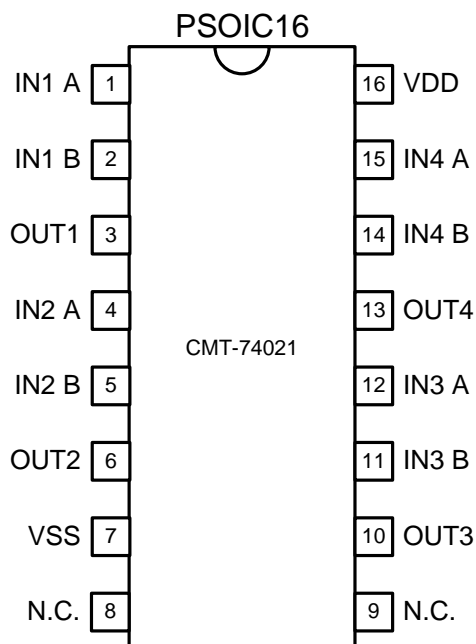 PSOIC16
IN1 A 1 16 VDD
IN1 B 2 15 IN4 A
OUT1 3 14 IN4 B
IN2 A 4 13 OUT4
CMT-74021
IN2 B 5 12 IN3 A
OUT2 6 11 IN3 B
VSS 7 10 OUT3
N.C. 8 9 N.C.